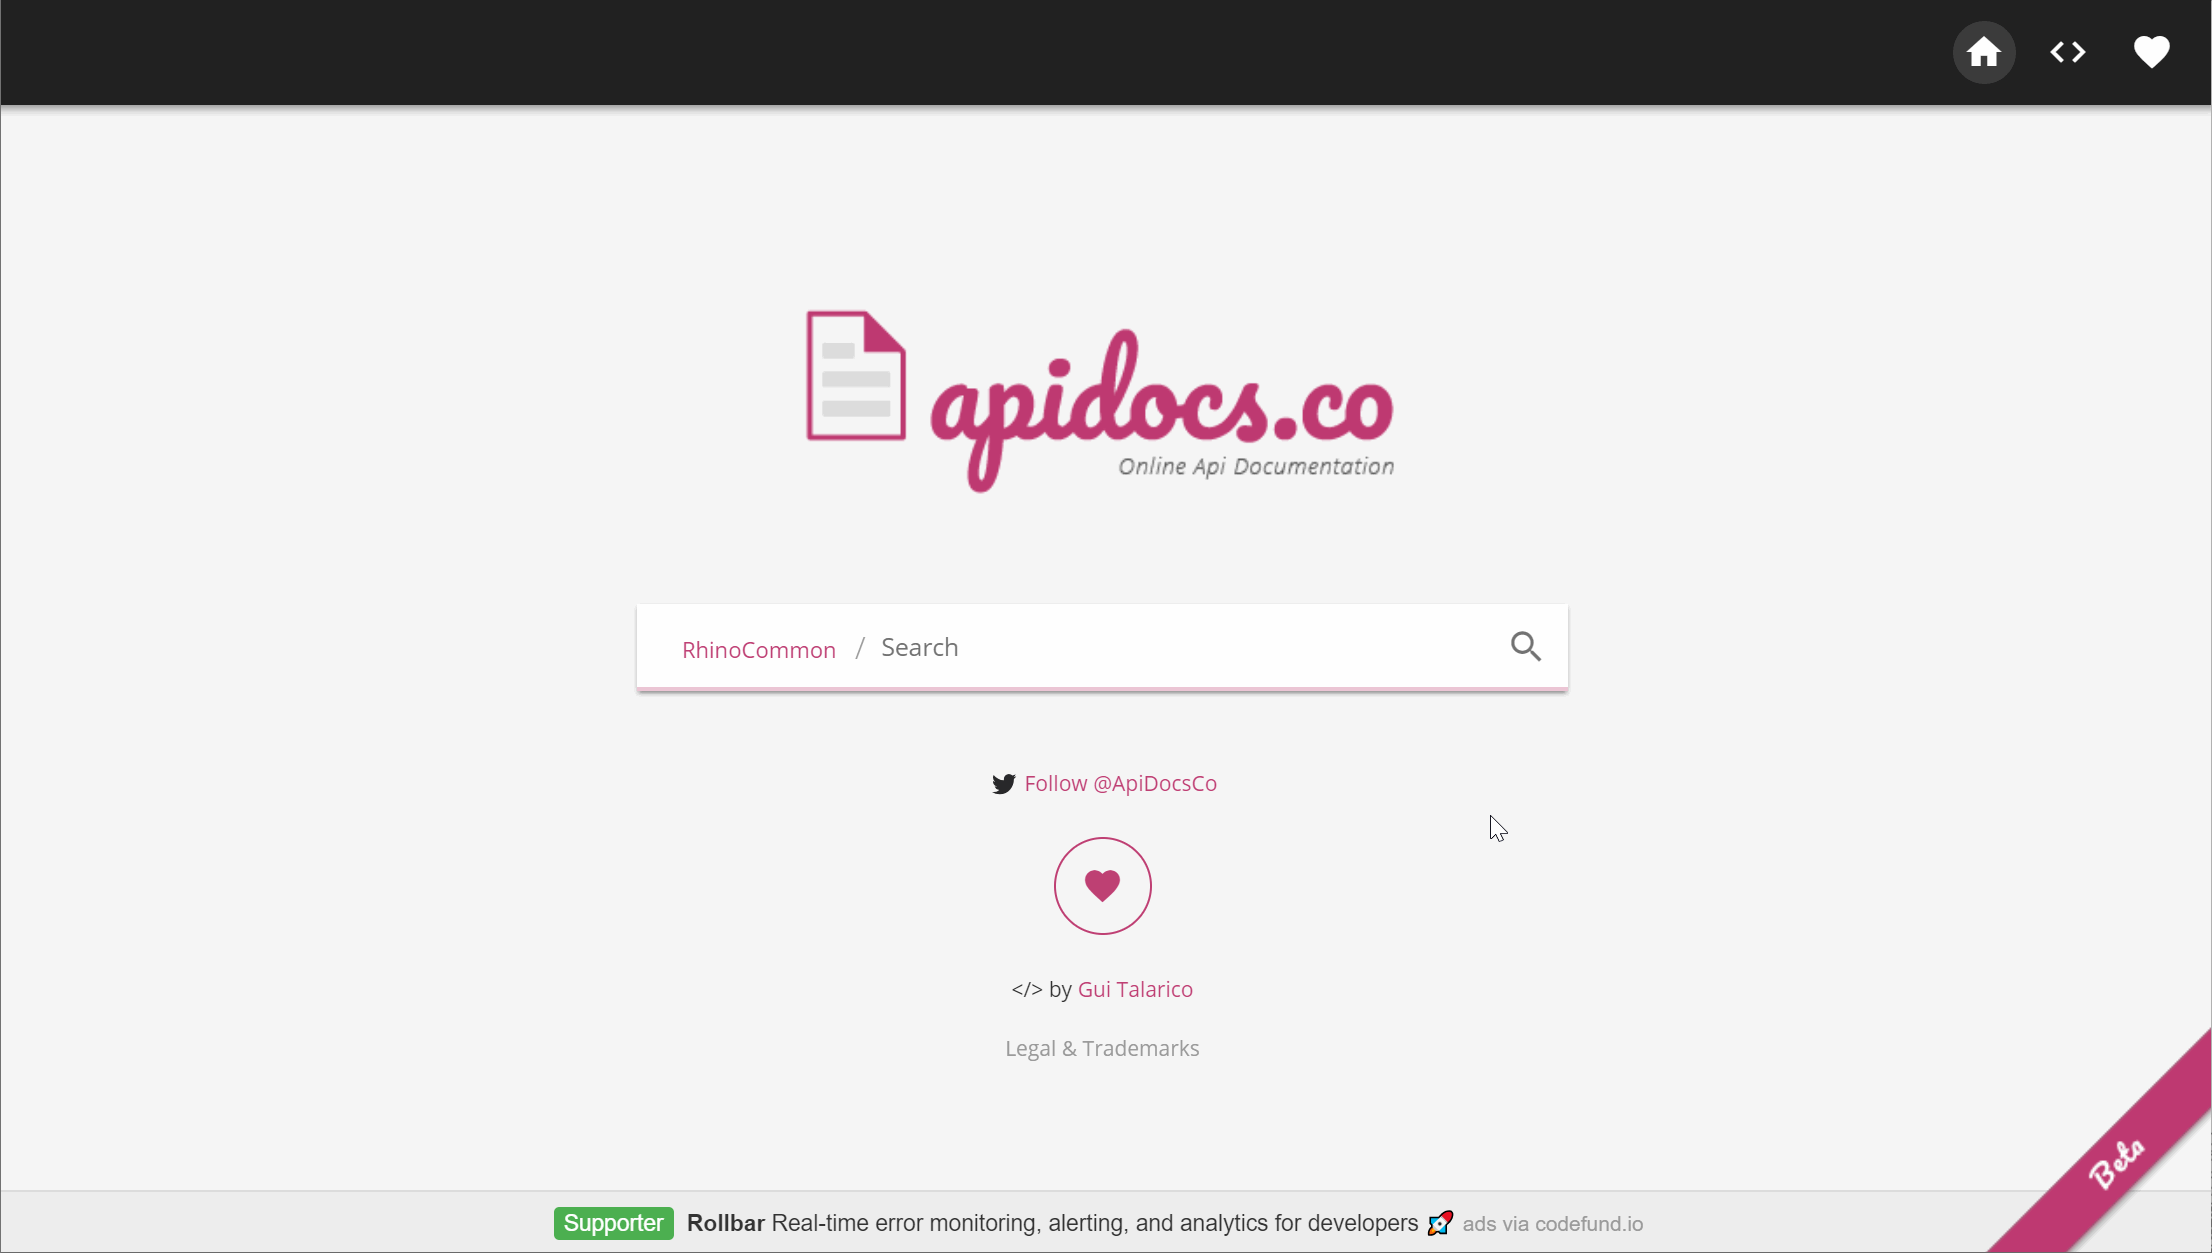 apidocs.co
Online Api Documentation
RhinoCommon / Search
Follow @ApiDocsCo
</> by Gui Talarico
Legal & Trademarks
Beta
Supporter Rollbar Real-time error monitoring, alerting, and analytics for developers 🚀 ads via codefund.io